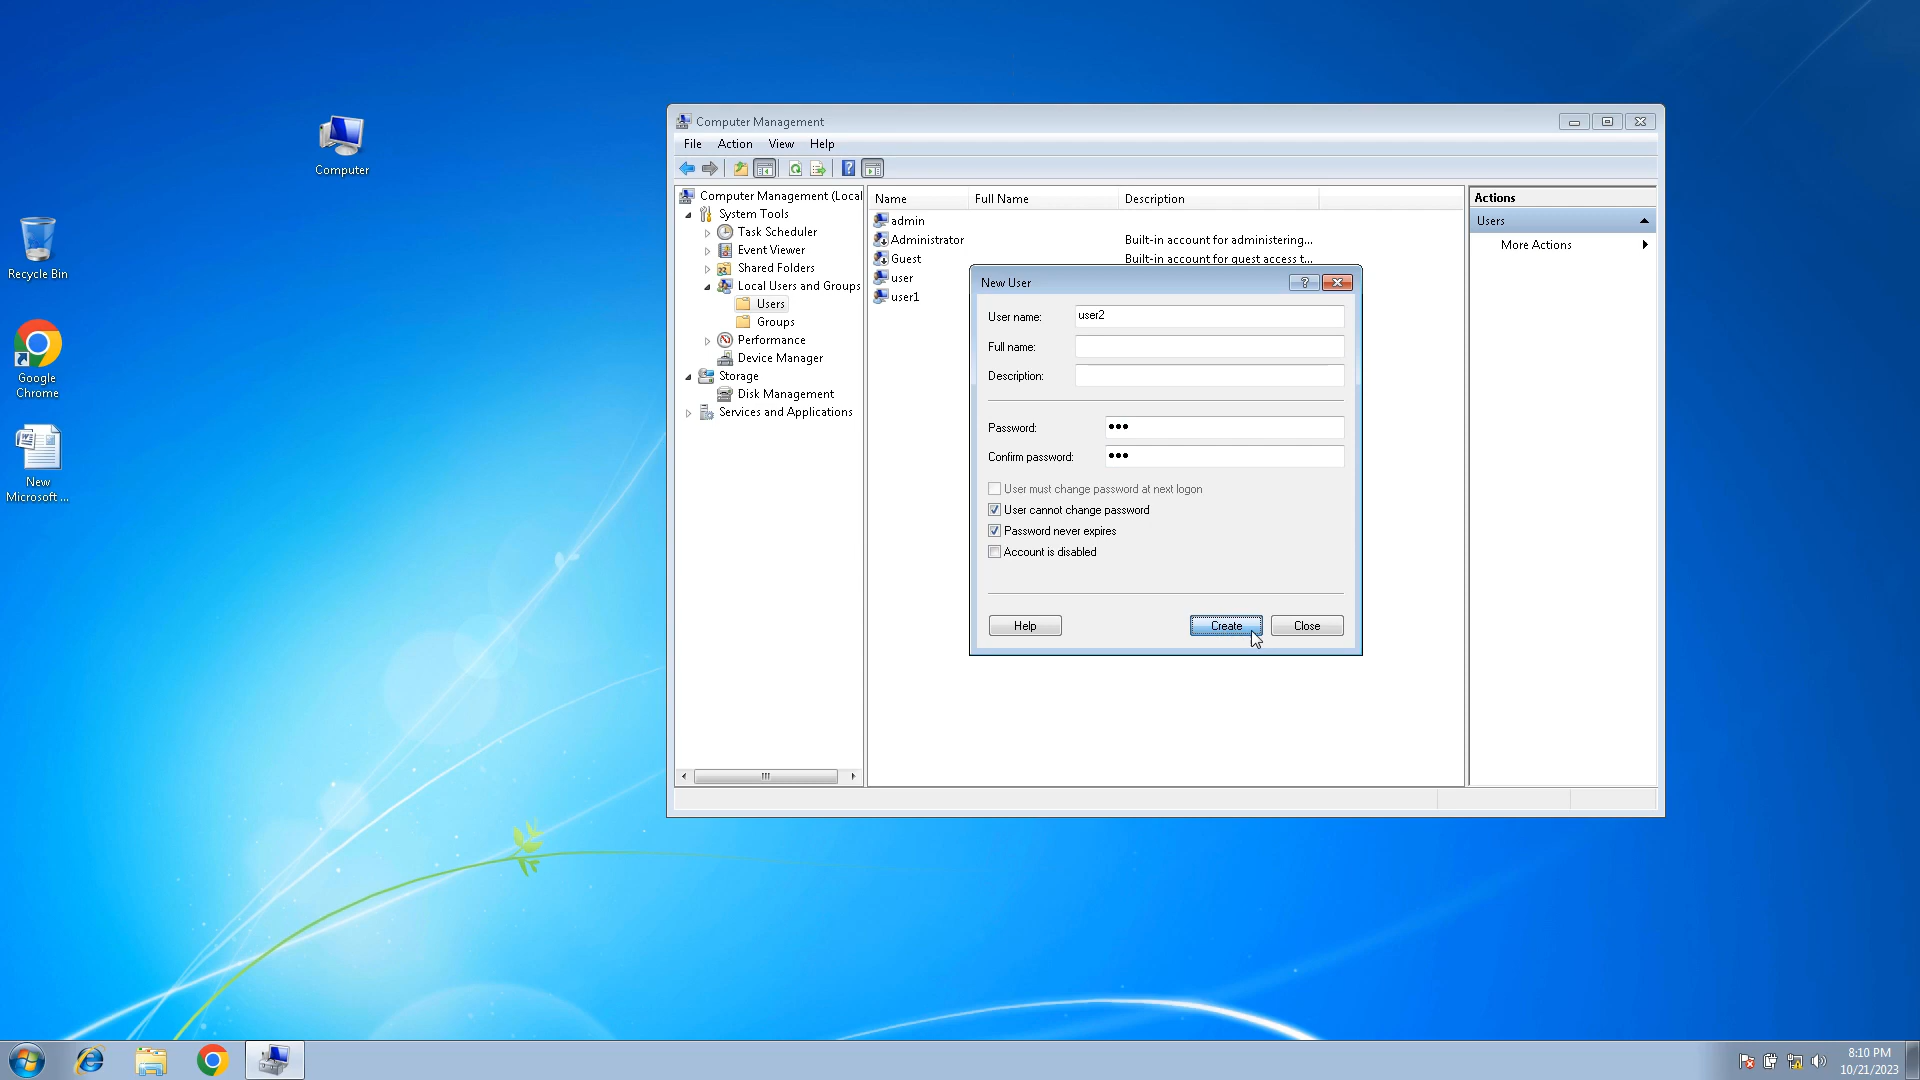 Computer
Recycle Bin
Google
Chrome
New
Microsoft ...
Computer Management
File Action View Help
Computer Management (Local
System Tools
Task Scheduler
Event Viewer
Shared Folders
Local Users and Groups
Users
Groups
Performance
Device Manager
Storage
Disk Management
Services and Applications
Name Full Name Description
admin
Administrator Built-in account for administering...
Guest Built-in account for guest access t...
user
user1
Actions
Users
More Actions
New User
User name: user2
Full name:
Description:
Password: •••
Confirm password: •••
User must change password at next logon
User cannot change password
Password never expires
Account is disabled
Help Create Close
8:10 PM
10/21/2023